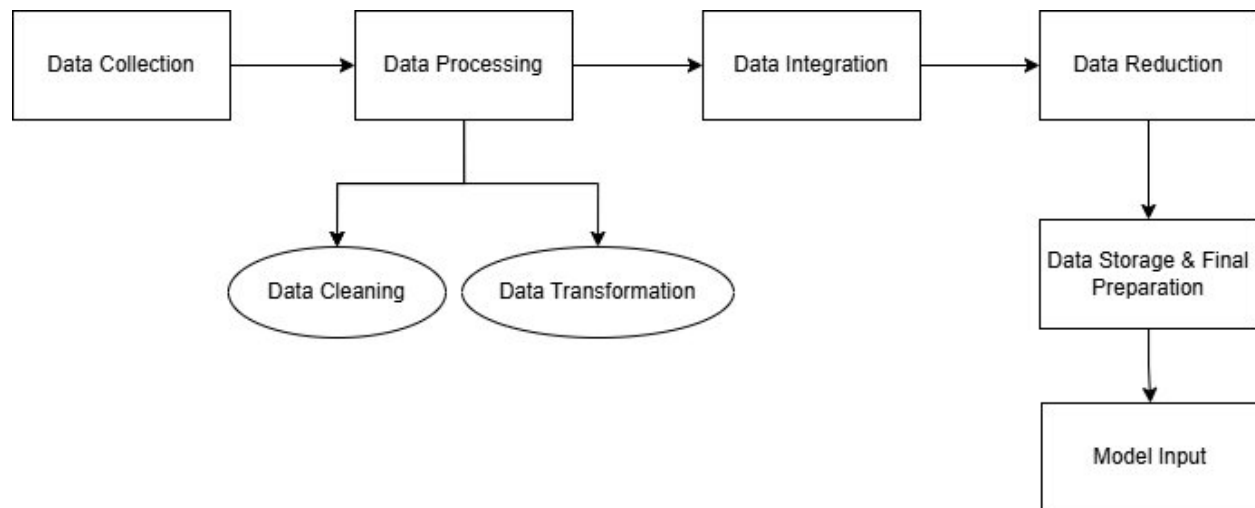 Data Collection
Data Processing
Data Integration
Data Reduction
Data Cleaning
Data Transformation
Data Storage & Final
Preparation
Model Input